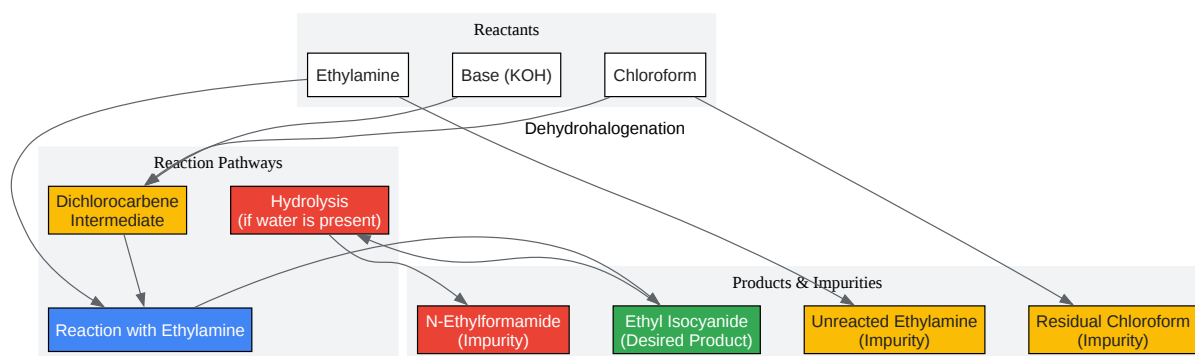 Reactants
Ethylamine
Base (KOH)
Chloroform
Dehydrohalogenation
Reaction Pathways
Dichlorocarbene
Intermediate
Hydrolysis
(if water is present)
Products & Impurities
Reaction with Ethylamine
N-Ethylformamide
(Impurity)
Ethyl Isocyanide
(Desired Product)
Unreacted Ethylamine
(Impurity)
Residual Chloroform
(Impurity)